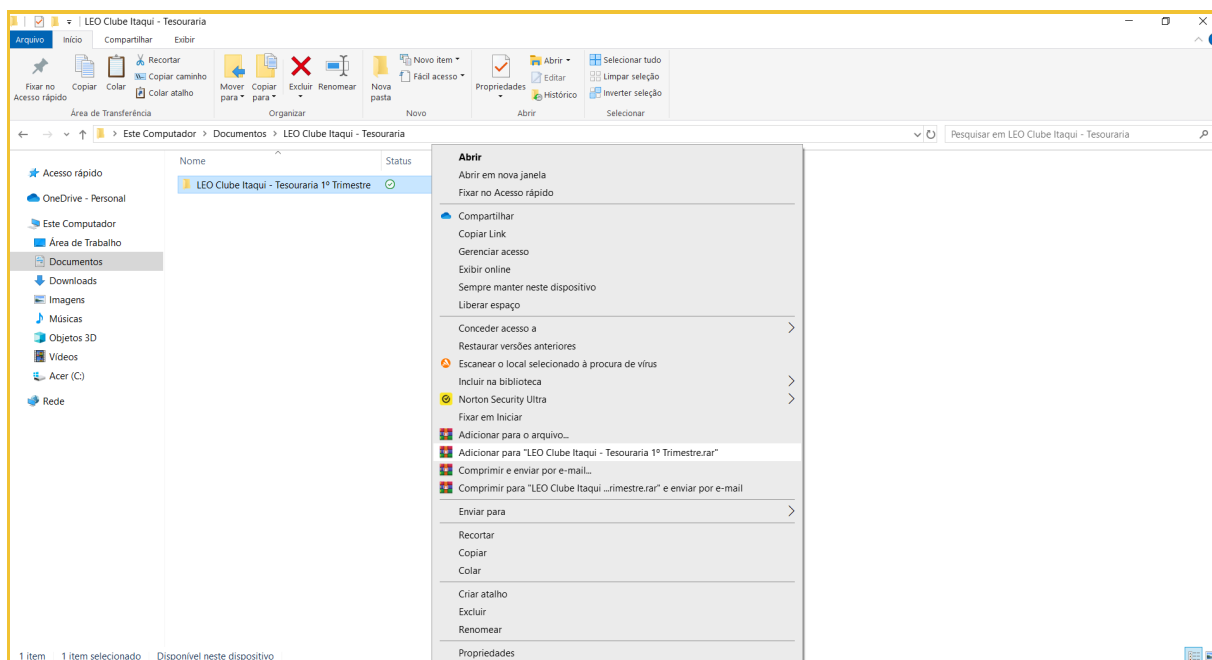 LEO Clube Itaqui - Tesouraria
Arquivo Início Compartilhar Exibir
Fixar no Acesso rápido
Copiar
Colar
Recortar
Copiar caminho
Colar atalho
Mover para
Copiar para
Excluir
Renomear
Nova pasta
Novo item
Fácil acesso
Propriedades
Abrir
Editar
Histórico
Selecionar tudo
Limpar seleção
Inverter seleção
Área de Transferência Organizar Novo Abrir Selecionar
Este Computador > Documentos > LEO Clube Itaqui - Tesouraria
Pesquisar em LEO Clube Itaqui - Tesouraria
Acesso rápido
OneDrive - Personal
Este Computador
Área de Trabalho
Documentos
Downloads
Imagens
Músicas
Objetos 3D
Vídeos
Acer (C:)
Rede
Nome Status
LEO Clube Itaqui - Tesouraria 1º Trimestre
Abrir
Abrir em nova janela
Fixar no Acesso rápido
Compartilhar
Copiar Link
Gerenciar acesso
Exibir online
Sempre manter neste dispositivo
Liberar espaço
Conceder acesso a
Restaurar versões anteriores
Escanear o local selecionado à procura de vírus
Incluir na biblioteca
Norton Security Ultra
Fixar em Iniciar
Adicionar para o arquivo...
Adicionar para "LEO Clube Itaqui - Tesouraria 1º Trimestre.rar"
Comprimir e enviar por e-mail...
Comprimir para "LEO Clube Itaqui ...rimestre.rar" e enviar por e-mail
Enviar para
Recortar
Copiar
Colar
Criar atalho
Excluir
Renomear
Propriedades
1 item 1 item selecionado Disponível neste dispositivo